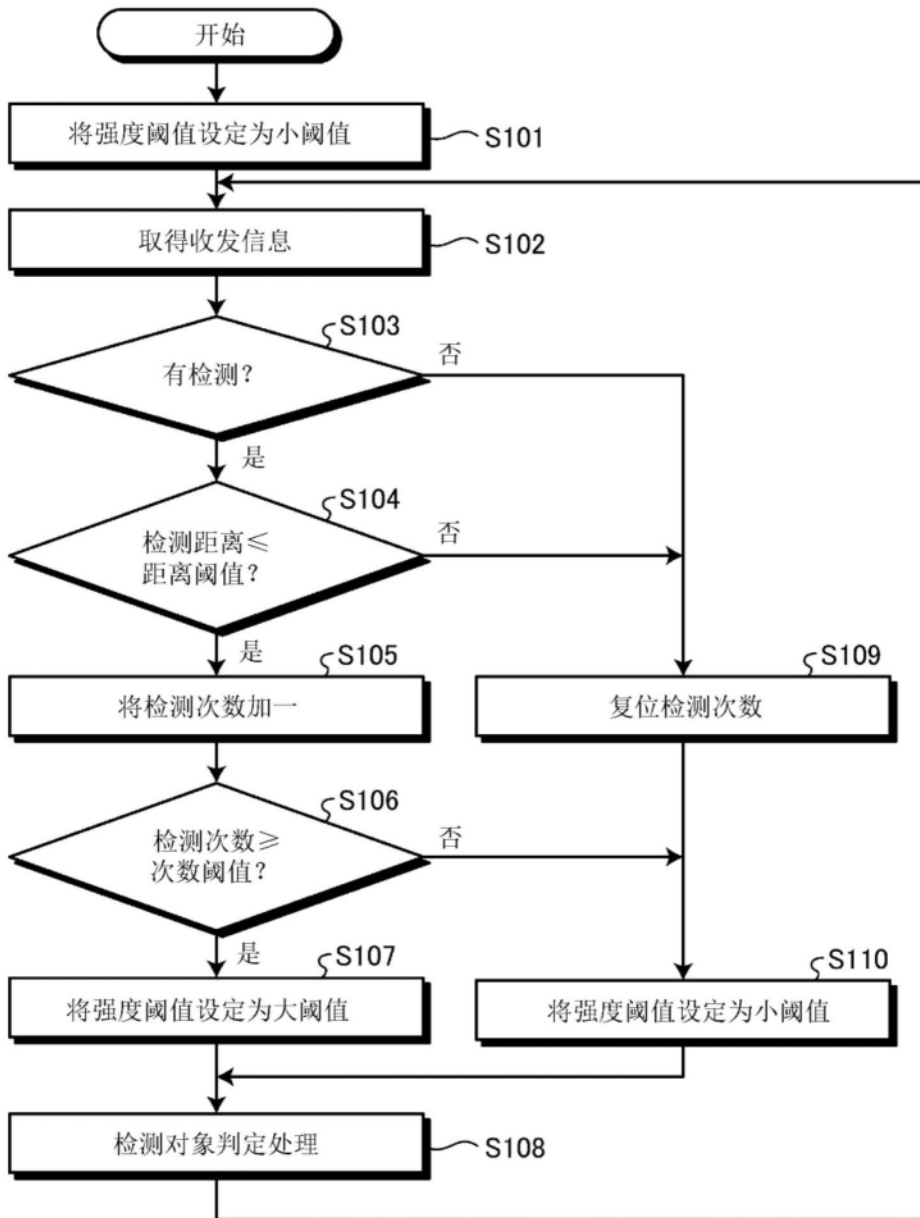 开始
将强度阈值设定为小阈值
S101
取得收发信息
S102
S103
有检测?
否
是
S104
检测距离≤
距离阈值?
否
是
S105
将检测次数加一
S109
复位检测次数
S106
检测次数≥
次数阈值?
否
是
S107
将强度阈值设定为大阈值
S110
将强度阈值设定为小阈值
检测对象判定处理
S108